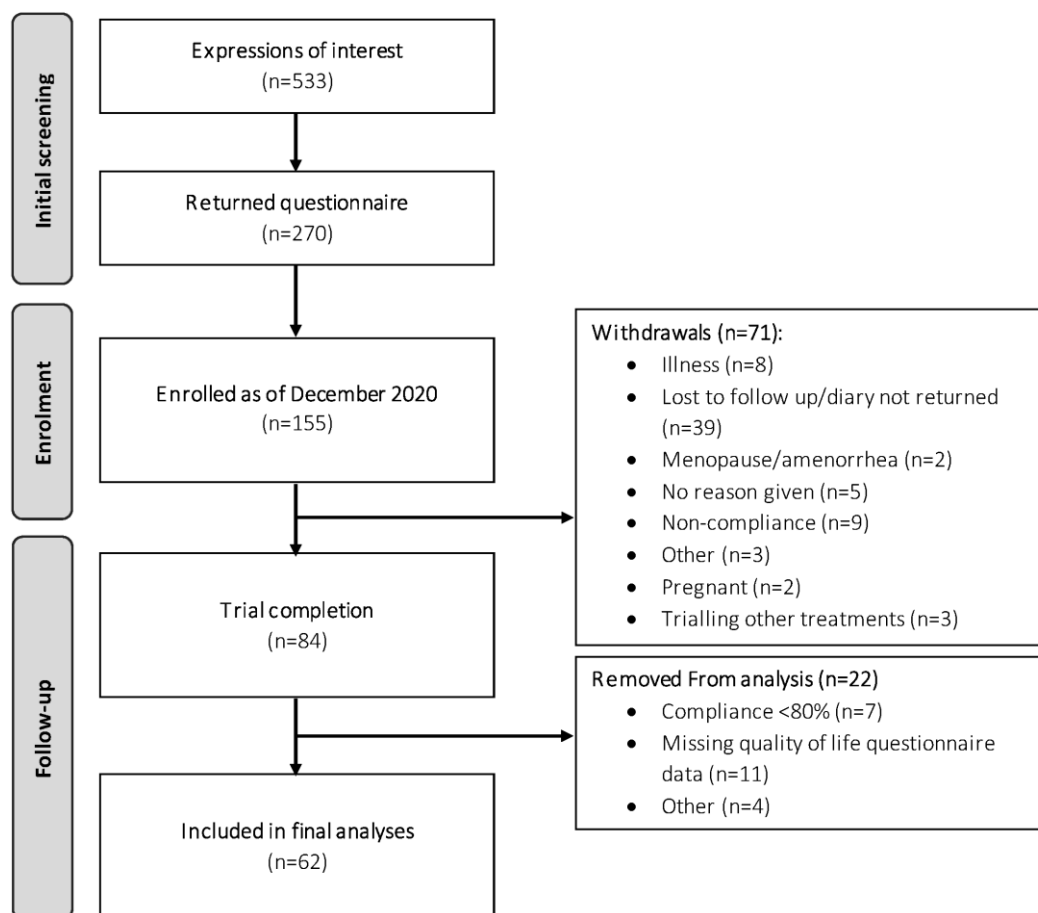 Initial screening
Expressions of interest
(n=533)
Returned questionnaire
(n=270)
Enrolment
Enrolled as of December 2020
(n=155)
Withdrawals (n=71):
• Illness (n=8)
• Lost to follow up/diary not returned
(n=39)
• Menopause/amenorrhea (n=2)
• No reason given (n=5)
• Non-compliance (n=9)
• Other (n=3)
• Pregnant (n=2)
• Trialling other treatments (n=3)
Follow-up
Trial completion
(n=84)
Removed From analysis (n=22)
• Compliance <80% (n=7)
• Missing quality of life questionnaire
data (n=11)
• Other (n=4)
Included in final analyses
(n=62)